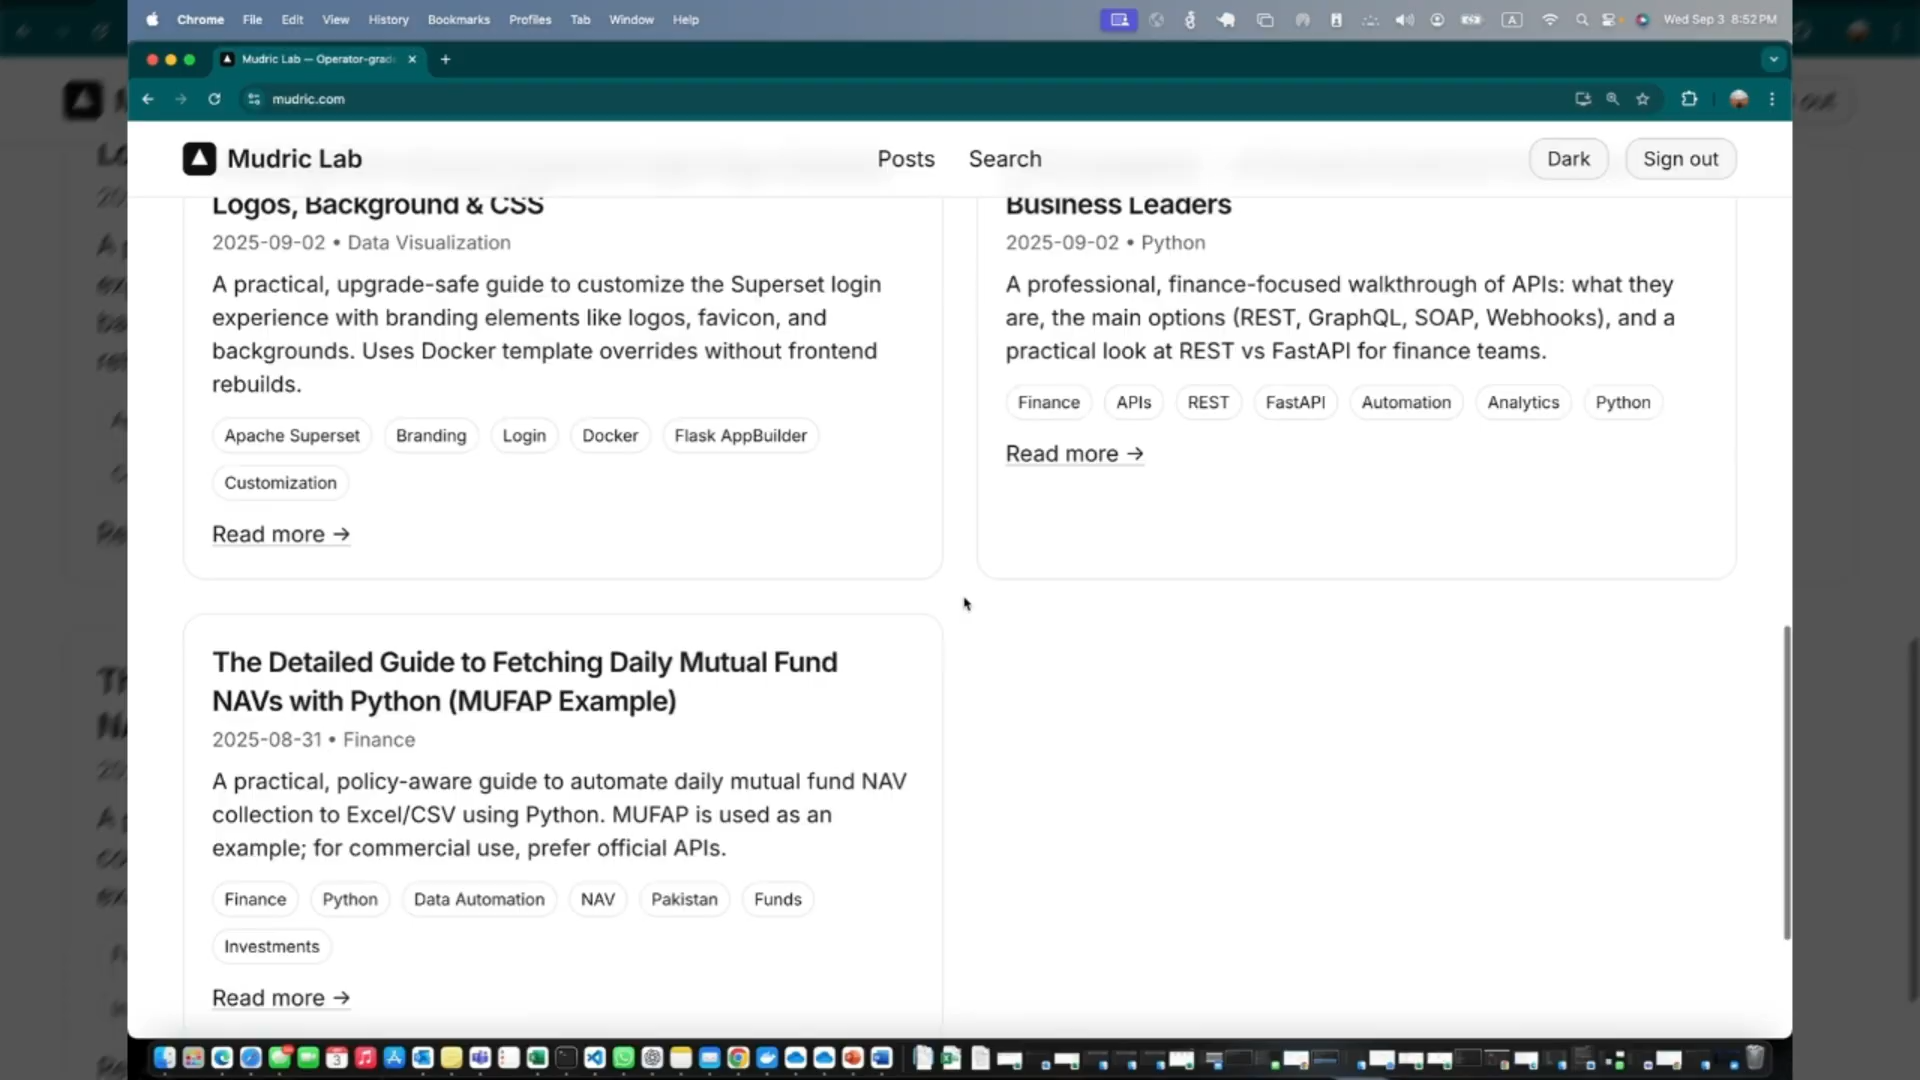 Chrome File Edit View History Bookmarks Profiles Tab Window Help
Wed Sep 3 8:52 PM
Mudric Lab — Operator-grad
mudric.com
Mudric Lab
Posts Search
Dark Sign out
Logos, Background & CSS
2025-09-02 • Data Visualization
A practical, upgrade-safe guide to customize the Superset login
experience with branding elements like logos, favicon, and
backgrounds. Uses Docker template overrides without frontend
rebuilds.
Apache Superset Branding Login Docker Flask AppBuilder
Customization
Read more →
Business Leaders
2025-09-02 • Python
A professional, finance-focused walkthrough of APIs: what they
are, the main options (REST, GraphQL, SOAP, Webhooks), and a
practical look at REST vs FastAPI for finance teams.
Finance APIs REST FastAPI Automation Analytics Python
Read more →
The Detailed Guide to Fetching Daily Mutual Fund
NAVs with Python (MUFAP Example)
2025-08-31 • Finance
A practical, policy-aware guide to automate daily mutual fund NAV
collection to Excel/CSV using Python. MUFAP is used as an
example; for commercial use, prefer official APIs.
Finance Python Data Automation NAV Pakistan Funds
Investments
Read more →